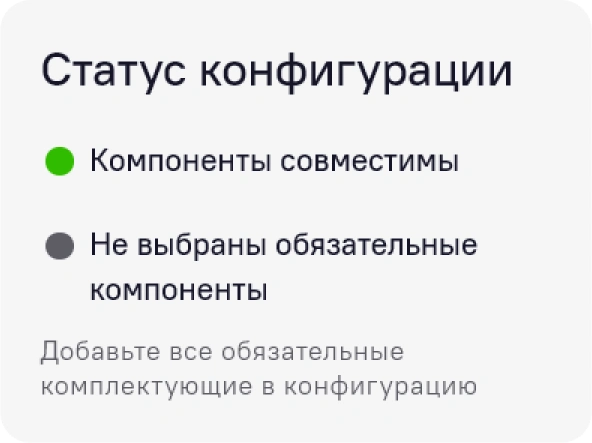 Статус конфигурации
Компоненты совместимы
Не выбраны обязательные
компоненты
Добавьте все обязательные
комплектующие в конфигурацию